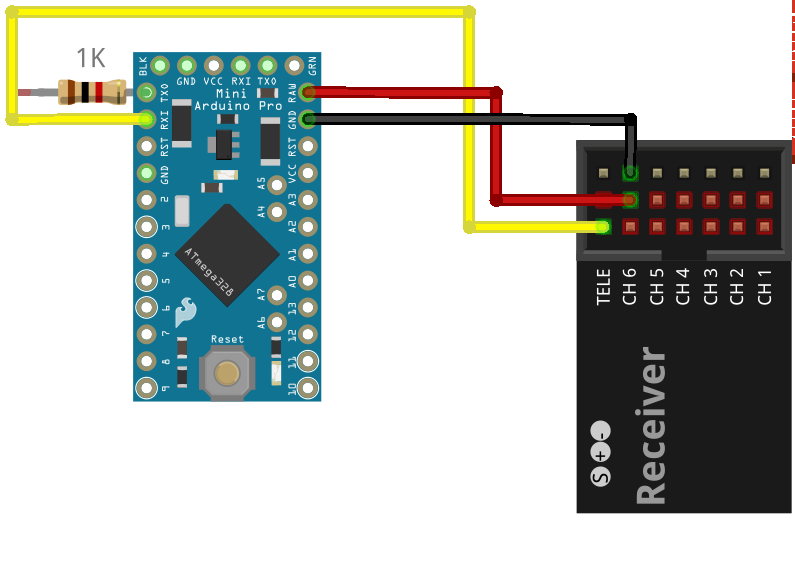 1K
BLK
GND VCC RXI TXO
GRN
Mini
Arduino Pro
TXO
RXI
RST
GND
2
3
4
5
6
7
8
9
RAW
GND
RST
VCC
A3
A2
A1
A0
13
12
11
10
A5
A4
A7
A6
ATmega328
Reset
TELE
CH 6
CH 5
CH 4
CH 3
CH 2
CH 1
S + -
Receiver